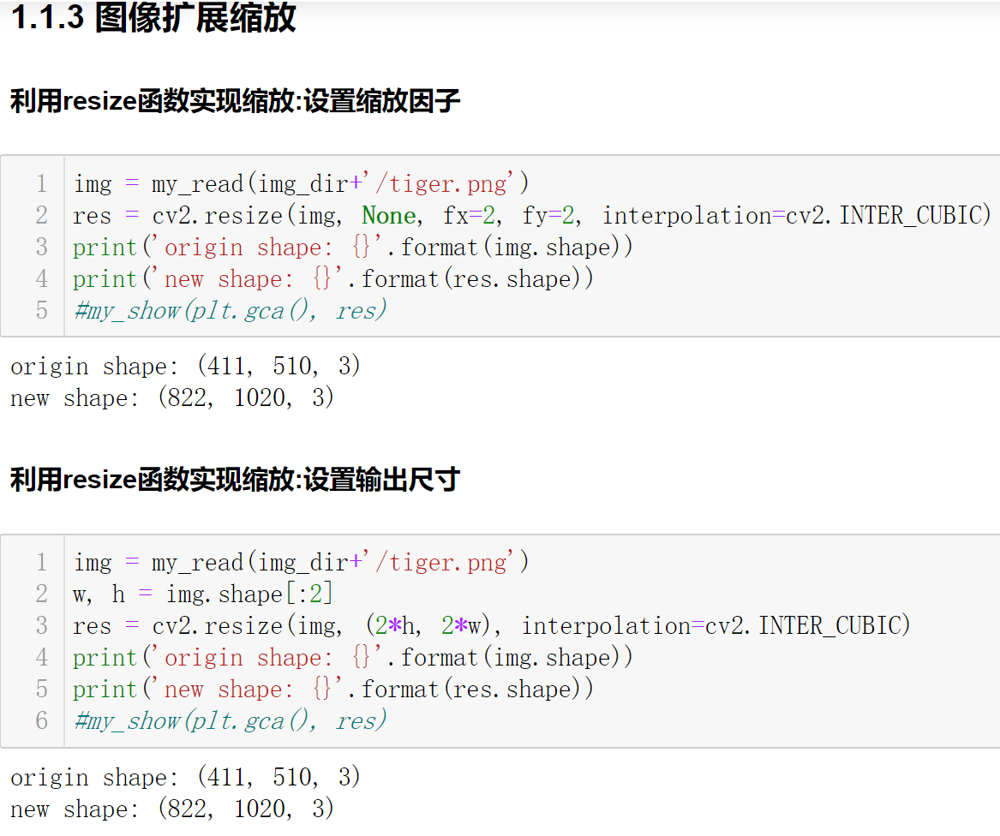 1.1.3 图像扩展缩放
利用resize函数实现缩放:设置缩放因子
1 img = my_read(img_dir+'/tiger.png')
2 res = cv2.resize(img, None, fx=2, fy=2, interpolation=cv2.INTER_CUBIC)
3 print('origin shape: {}'.format(img.shape))
4 print('new shape: {}'.format(res.shape))
5 #my_show(plt.gca(), res)
origin shape: (411, 510, 3)
new shape: (822, 1020, 3)
利用resize函数实现缩放:设置输出尺寸
1 img = my_read(img_dir+'/tiger.png')
2 w, h = img.shape[:2]
3 res = cv2.resize(img, (2*h, 2*w), interpolation=cv2.INTER_CUBIC)
4 print('origin shape: {}'.format(img.shape))
5 print('new shape: {}'.format(res.shape))
6 #my_show(plt.gca(), res)
origin shape: (411, 510, 3)
new shape: (822, 1020, 3)